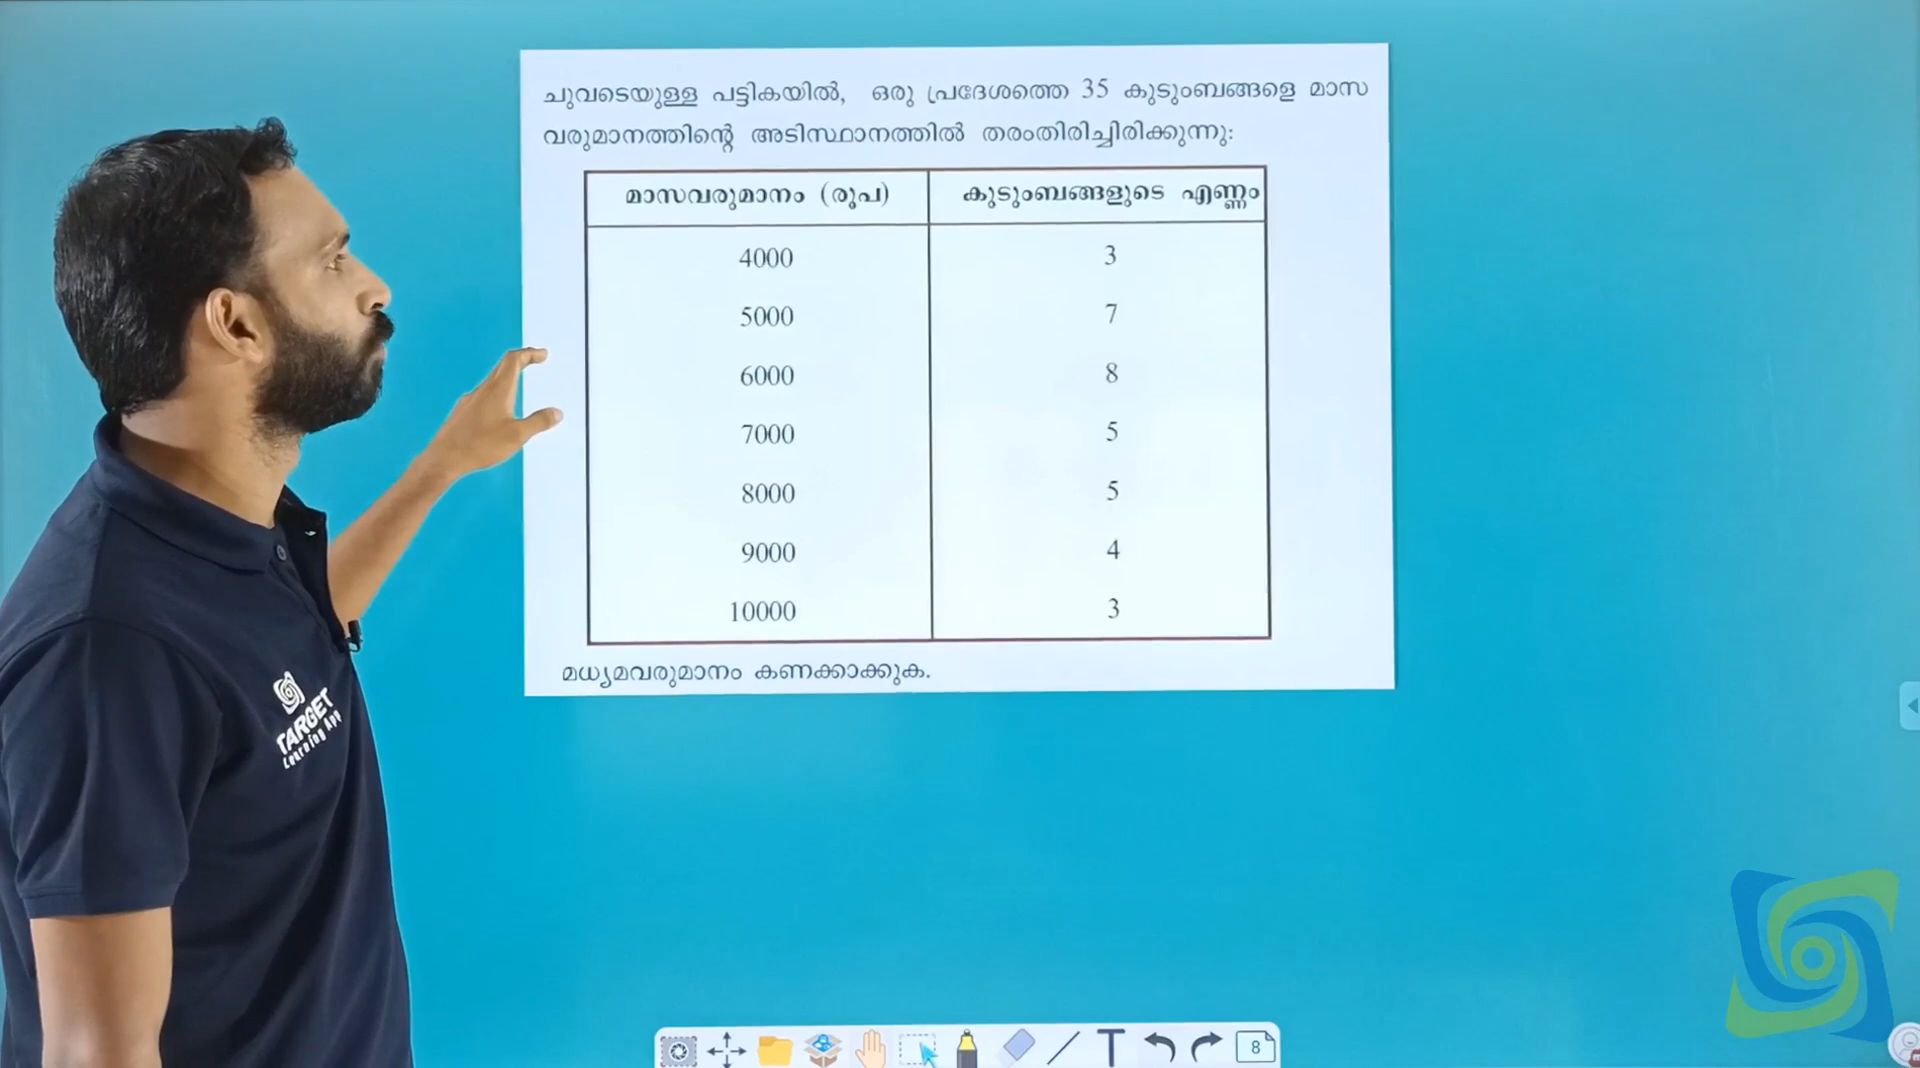 ചുവടെയുള്ള പട്ടികയിൽ, ഒരു പ്രദേശത്തെ 35 കുടുംബങ്ങളെ മാസ
വരുമാനത്തിന്റെ അടിസ്ഥാനത്തിൽ തരംതിരിച്ചിരിക്കുന്നു:
മാസവരുമാനം (രൂപ) കുടുംബങ്ങളുടെ എണ്ണം
4000 3
5000 7
6000 8
7000 5
8000 5
9000 4
10000 3
മധ്യമവരുമാനം കണക്കാക്കുക.
TARGET
Learning App
T
8